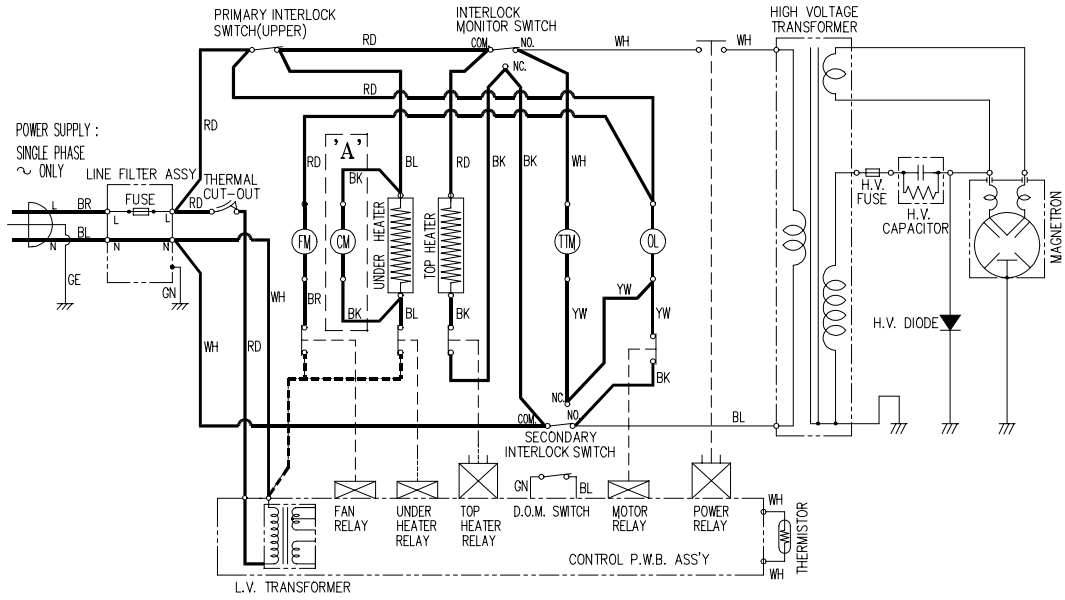 PRIMARY INTERLOCK
SWITCH(UPPER)
INTERLOCK
MONITOR SWITCH
HIGH VOLTAGE
TRANSFORMER
RD
COM.
NO.
WH
WH
NC.
RD
POWER SUPPLY :
SINGLE PHASE
~ ONLY
RD
'A'
RD
BK
BL
RD
BK
BK
WH
LINE FILTER ASSY
THERMAL
CUT-OUT
FUSE
RD
H.V.
FUSE
H.V.
CAPACITOR
MAGNETRON
L
BR
L
L
BL
N
N
N
FM
CM
UNDER HEATER
TOP HEATER
TTM
OL
GE
GN
WH
BR
BK
BL
BK
YW
YW
YW
H.V. DIODE
WH
RD
BK
NC.
NO.
COM.
BL
SECONDARY
INTERLOCK SWITCH
GN
BL
FAN
RELAY
UNDER
HEATER
RELAY
TOP
HEATER
RELAY
D.O.M. SWITCH
MOTOR
RELAY
POWER
RELAY
WH
THERMISTOR
CONTROL P.W.B. ASS'Y
WH
L.V. TRANSFORMER